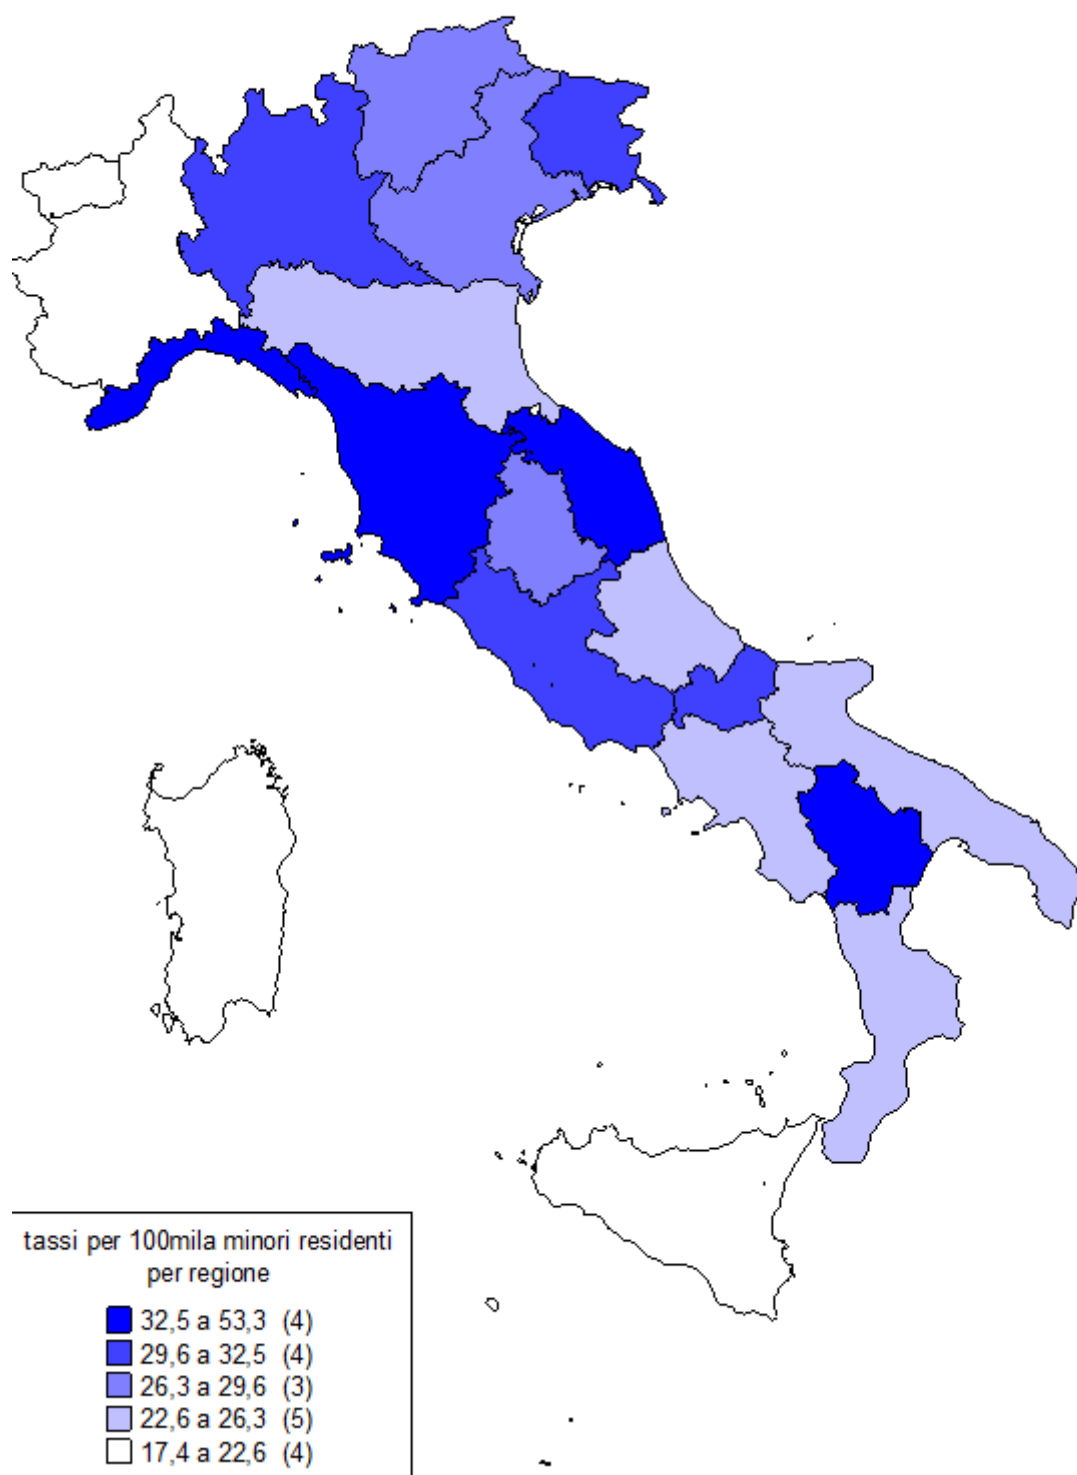 tassi per 100mila minori residenti
per regione
32,5 a 53,3 (4)
29,6 a 32,5 (4)
26,3 a 29,6 (3)
22,6 a 26,3 (5)
17,4 a 22,6 (4)